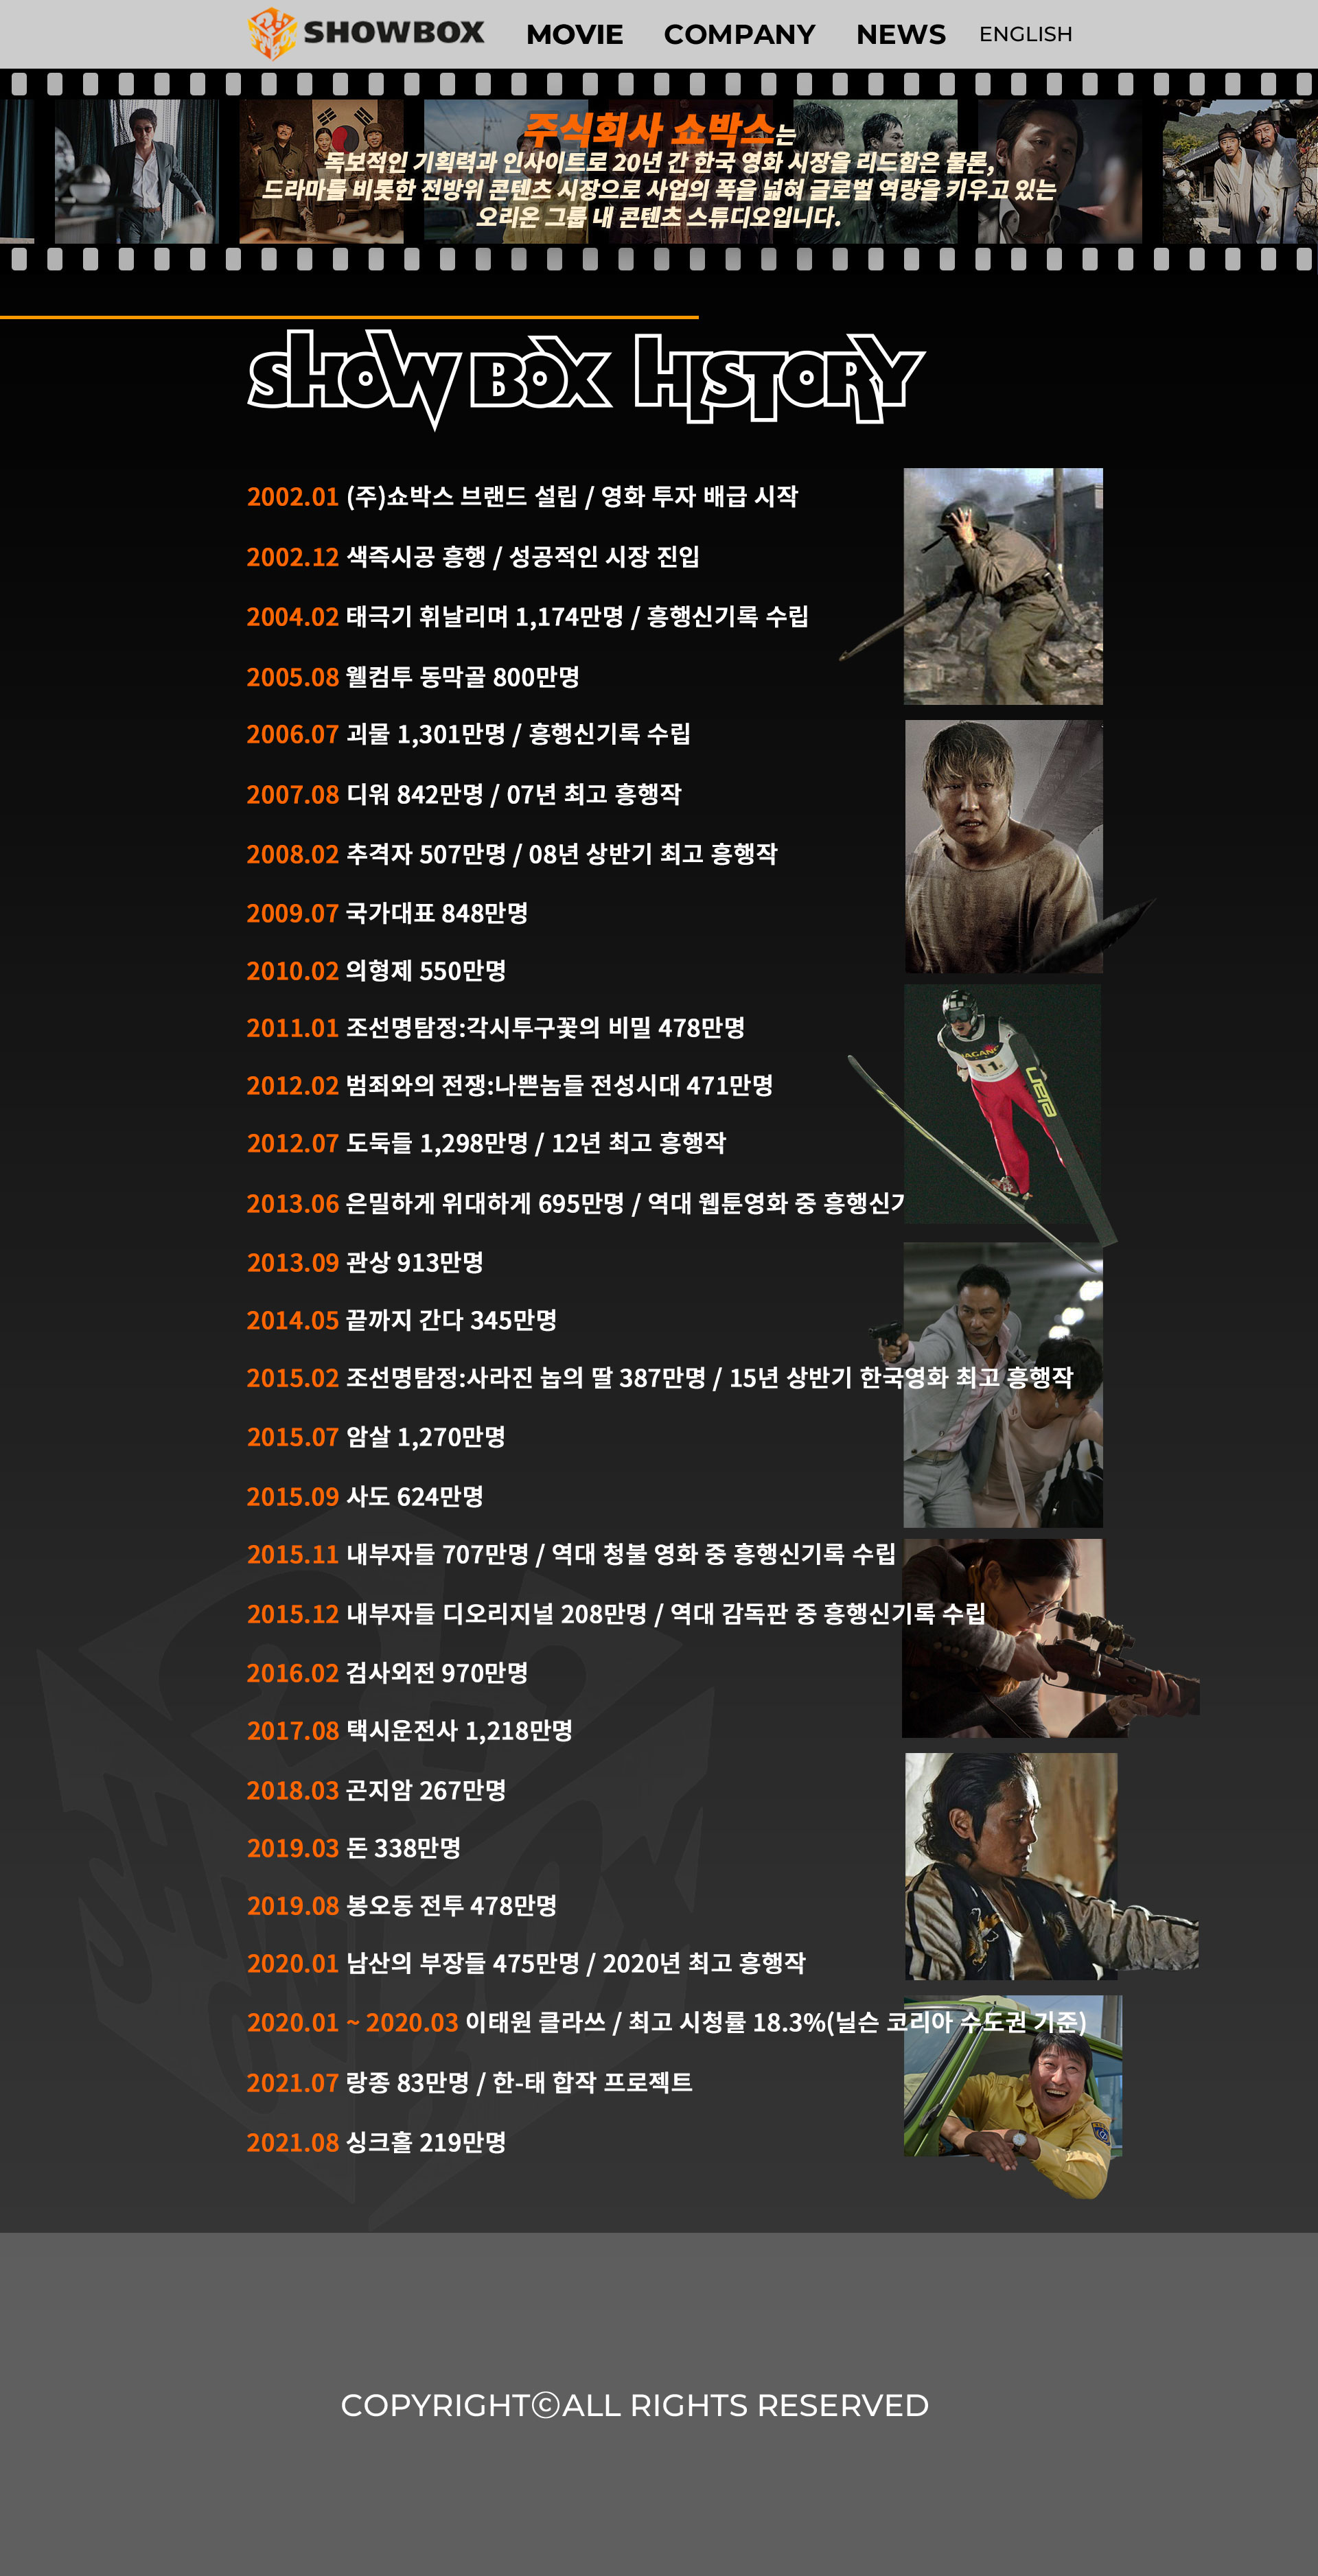 SHOWBOX MOVIE COMPANY NEWS ENGLISH
주식회사 쇼박스는
독보적인 기획력과 인사이트로 20년 간 한국 영화 시장을 리드함은 물론,
드라마를 비롯한 전방위 콘텐츠 시장으로 사업의 폭을 넓혀 글로벌 역량을 키우고 있는
오리온 그룹 내 콘텐츠 스튜디오입니다.
SHOWBOX HISTORY
2002.01 (주)쇼박스 브랜드 설립 / 영화 투자 배급 시작
2002.12 색즉시공 흥행 / 성공적인 시장 진입
2004.02 태극기 휘날리며 1,174만명 / 흥행신기록 수립
2005.08 웰컴투 동막골 800만명
2006.07 괴물 1,301만명 / 흥행신기록 수립
2007.08 디워 842만명 / 07년 최고 흥행작
2008.02 추격자 507만명 / 08년 상반기 최고 흥행작
2009.07 국가대표 848만명
2010.02 의형제 550만명
2011.01 조선명탐정:각시투구꽃의 비밀 478만명
11
2012.02 범죄와의 전쟁:나쁜놈들 전성시대 471만명
elan
2012.07 도둑들 1,298만명 / 12년 최고 흥행작
2013.06 은밀하게 위대하게 695만명 / 역대 웹툰영화 중 흥행신기
2013.09 관상 913만명
2014.05 끝까지 간다 345만명
2015.02 조선명탐정:사라진 놉의 딸 387만명 / 15년 상반기 한국영화 최고 흥행작
2015.07 암살 1,270만명
2015.09 사도 624만명
2015.11 내부자들 707만명 / 역대 청불 영화 중 흥행신기록 수립
2015.12 내부자들 디오리지널 208만명 / 역대 감독판 중 흥행신기록 수립
2016.02 검사외전 970만명
2017.08 택시운전사 1,218만명
2018.03 곤지암 267만명
2019.03 돈 338만명
2019.08 봉오동 전투 478만명
2020.01 남산의 부장들 475만명 / 2020년 최고 흥행작
2020.01 ~ 2020.03 이태원 클라쓰 / 최고 시청률 18.3%(닐슨 코리아 수도권 기준)
2021.07 랑종 83만명 / 한-태 합작 프로젝트
2021.08 싱크홀 219만명
COPYRIGHTⓒALL RIGHTS RESERVED